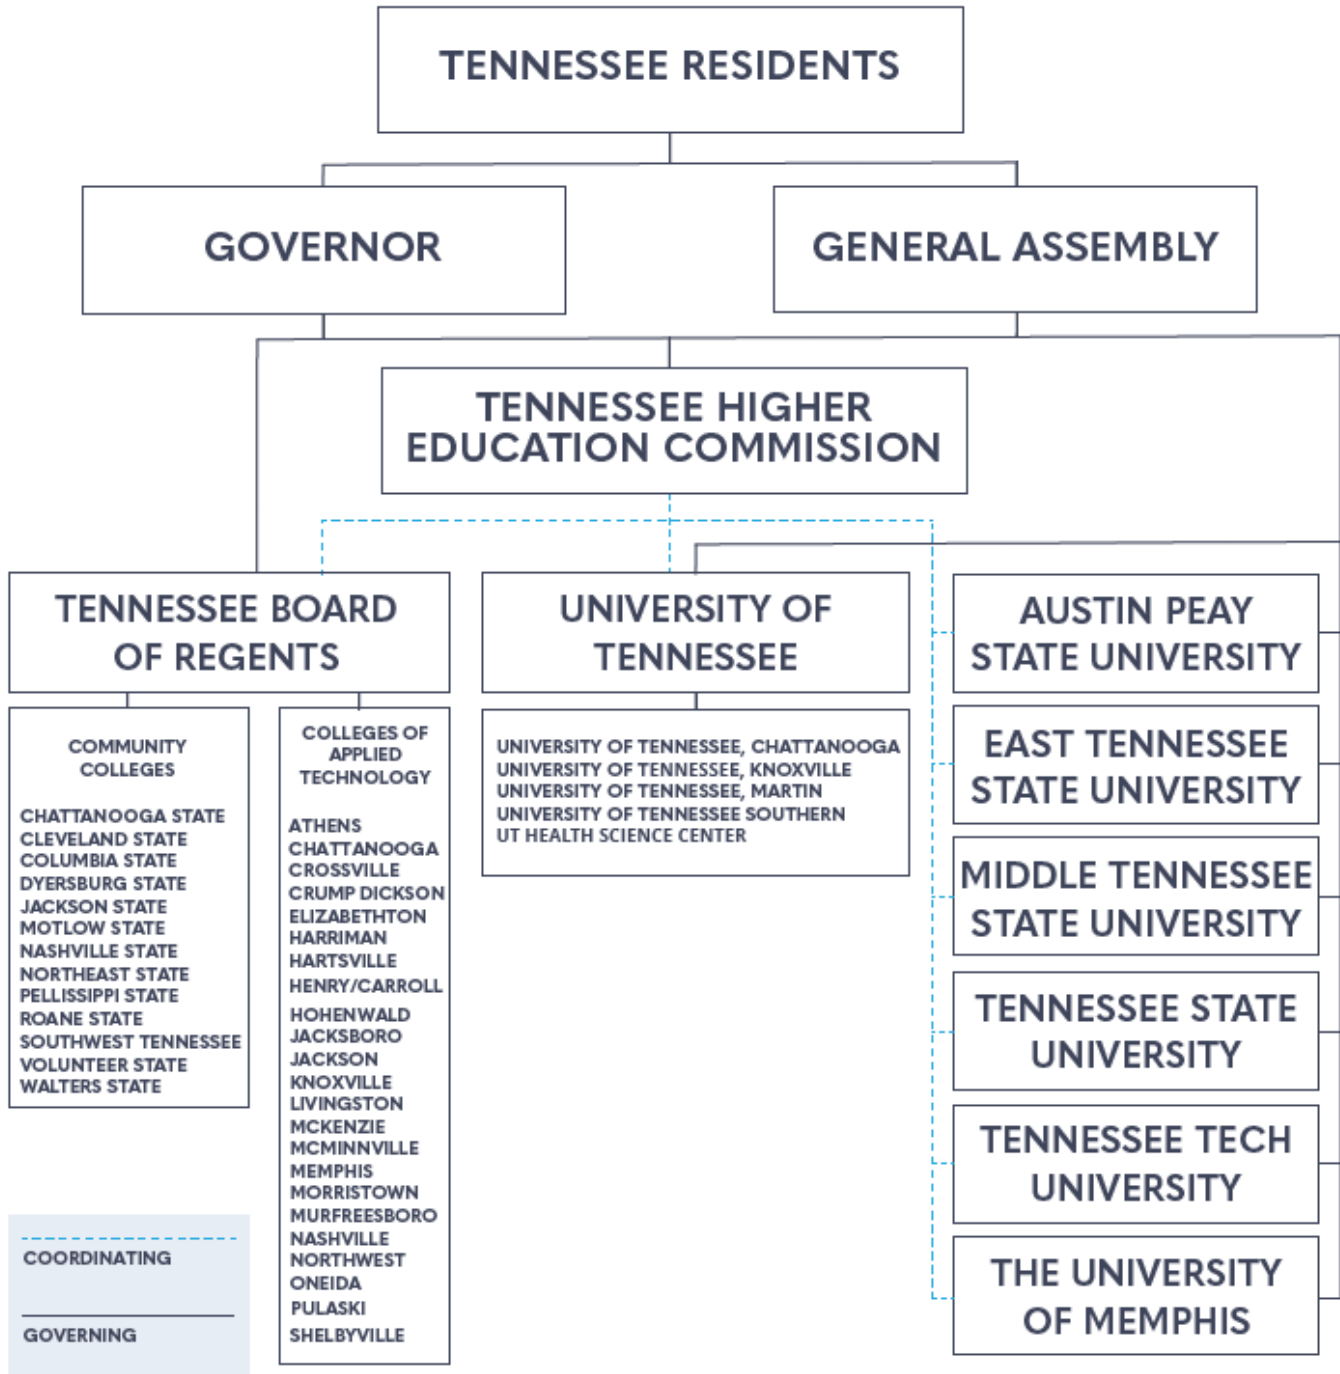 TENNESSEE RESIDENTS
GOVERNOR
GENERAL ASSEMBLY
TENNESSEE HIGHER
EDUCATION COMMISSION
TENNESSEE BOARD
OF REGENTS
COMMUNITY
COLLEGES
CHATTANOOGA STATE
CLEVELAND STATE
COLUMBIA STATE
DYERSBURG STATE
JACKSON STATE
MOTLOW STATE
NASHVILLE STATE
NORTHEAST STATE
PELLISSIPPI STATE
ROANE STATE
SOUTHWEST TENNESSEE
VOLUNTEER STATE
WALTERS STATE
COLLEGES OF
APPLIED
TECHNOLOGY
ATHENS
CHATTANOOGA
CROSSVILLE
CRUMP DICKSON
ELIZABETHTON
HARRIMAN
HARTSVILLE
HENRY/CARROLL
HOHENWALD
JACKSBORO
JACKSON
KNOXVILLE
LIVINGSTON
MCKENZIE
MCMINNVILLE
MEMPHIS
MORRISTOWN
MURFREESBORO
NASHVILLE
NORTHWEST
ONEIDA
PULASKI
SHELBYVILLE
UNIVERSITY OF
TENNESSEE
UNIVERSITY OF TENNESSEE, CHATTANOOGA
UNIVERSITY OF TENNESSEE, KNOXVILLE
UNIVERSITY OF TENNESSEE, MARTIN
UNIVERSITY OF TENNESSEE SOUTHERN
UT HEALTH SCIENCE CENTER
AUSTIN PEAY
STATE UNIVERSITY
EAST TENNESSEE
STATE UNIVERSITY
MIDDLE TENNESSEE
STATE UNIVERSITY
TENNESSEE STATE
UNIVERSITY
TENNESSEE TECH
UNIVERSITY
THE UNIVERSITY
OF MEMPHIS
COORDINATING
GOVERNING